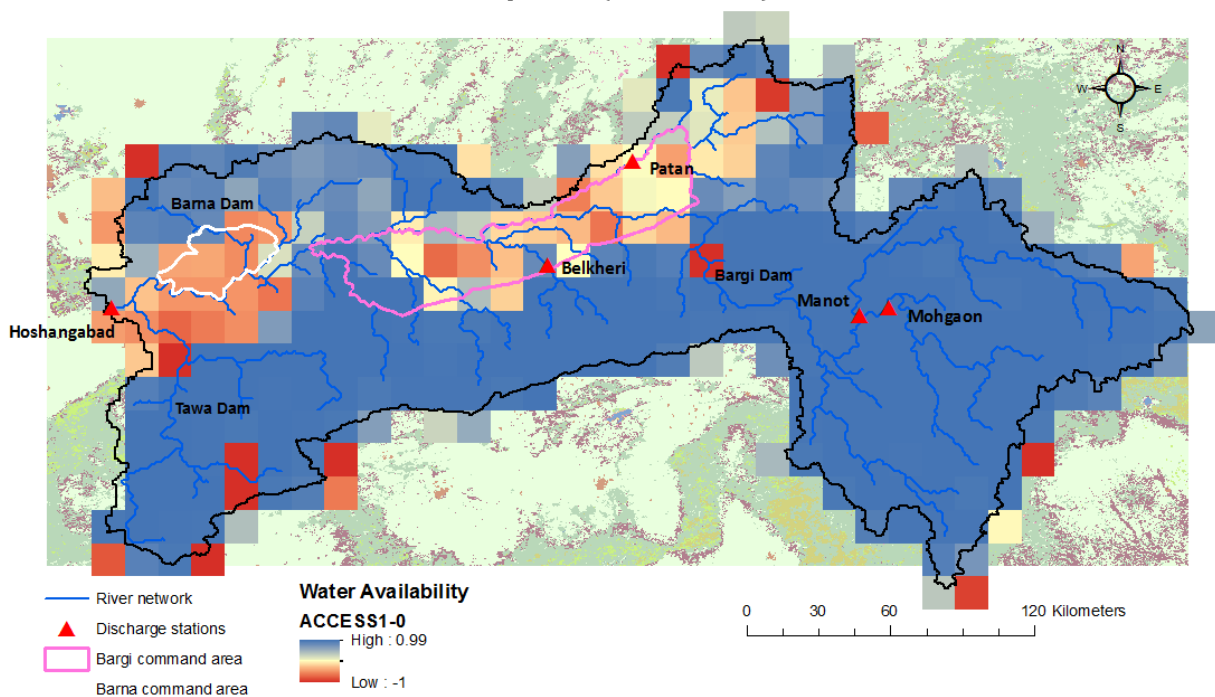 N
W E
S
Patan
Barna Dam
Belkheri
Bargi Dam
Manot
Mohgaon
Hoshangabad
Tawa Dam
River network
Discharge stations
Bargi command area
Barna command area
Water Availability
ACCESS1-0
High : 0.99
Low : -1
0 30 60 120 Kilometers